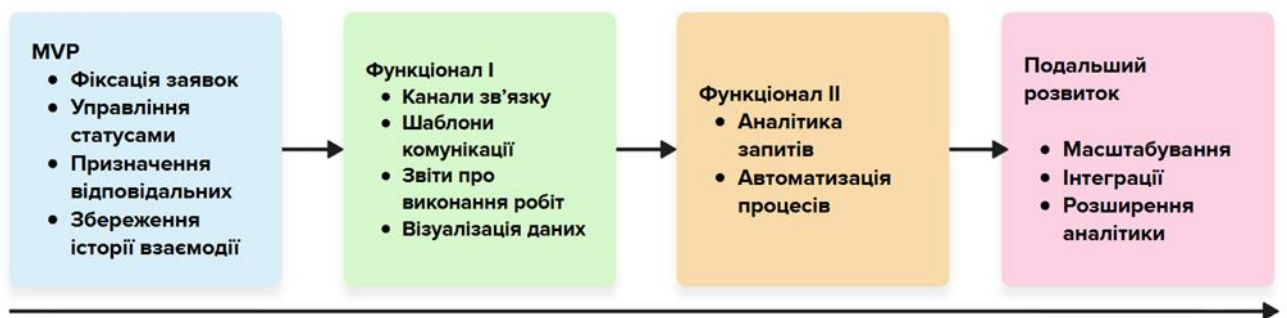 MVP
• Фіксація заявок
• Управління
статусами
• Призначення
відповідальних
• Збереження
історії взаємодії
Функціонал I
• Канали зв’язку
• Шаблони
комунікації
• Звіти про
виконання робіт
• Візуалізація даних
Функціонал II
• Аналітика
запитів
• Автоматизація
процесів
Подальший
розвиток
• Масштабування
• Інтеграції
• Розширення
аналітики